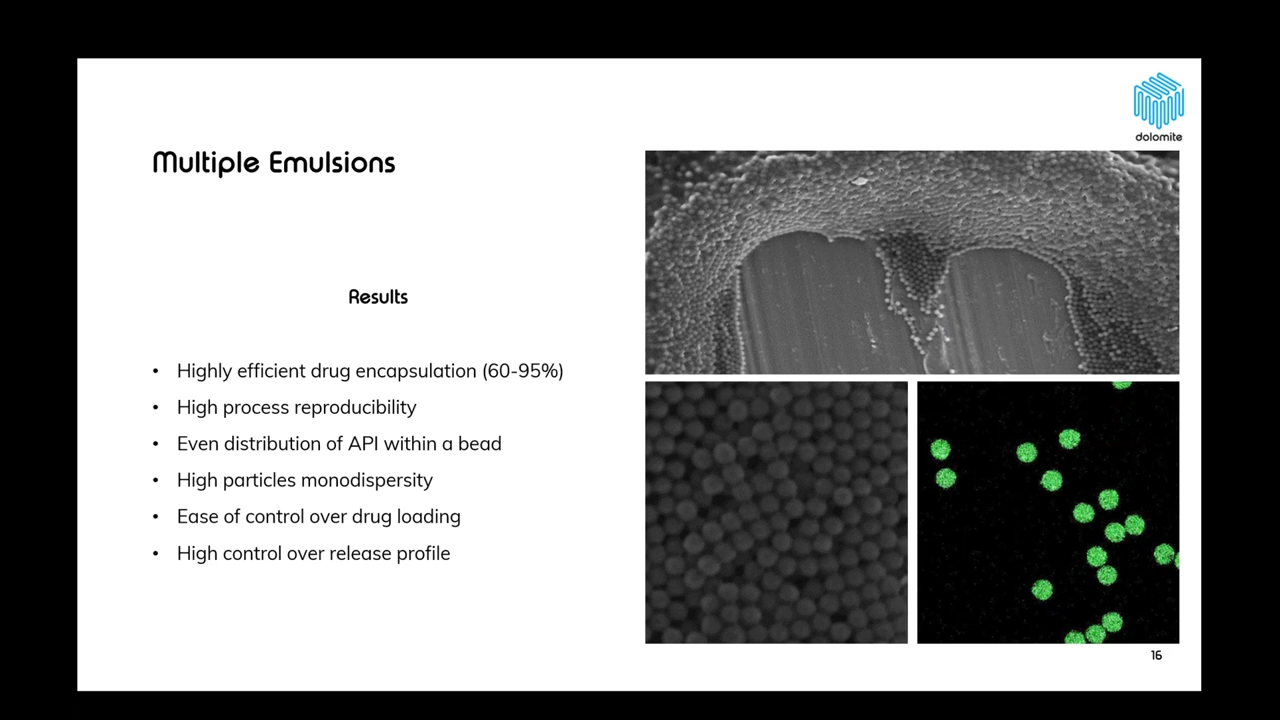 dolomite
Multiple Emulsions
Results
• Highly efficient drug encapsulation (60-95%)
• High process reproducibility
• Even distribution of API within a bead
• High particles monodispersity
• Ease of control over drug loading
• High control over release profile
16